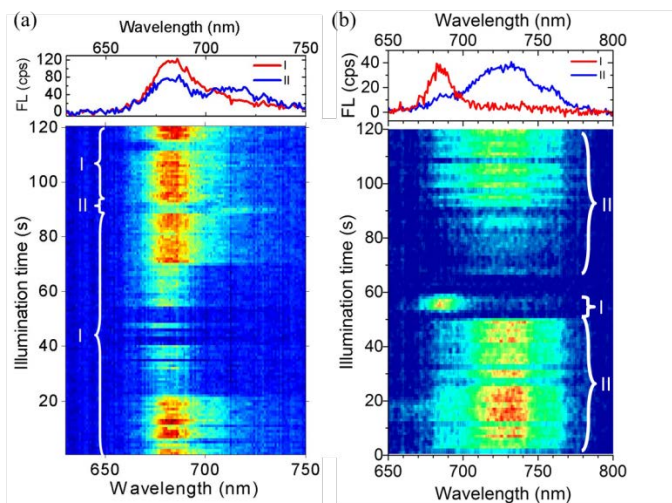 (a)
Wavelength (nm)
650 700 750
FL (cps)
120
80
40
0
I
II
Illumination time (s)
120
100
80
60
40
20
I
II
I
650 700 750
Wavelength (nm)
(b)
Wavelength (nm)
650 700 750 800
FL (cps)
40
20
0
I
II
Illumination time (s)
120
100
80
60
40
20
0
II
I
II
650 700 750 800
Wavelength (nm)